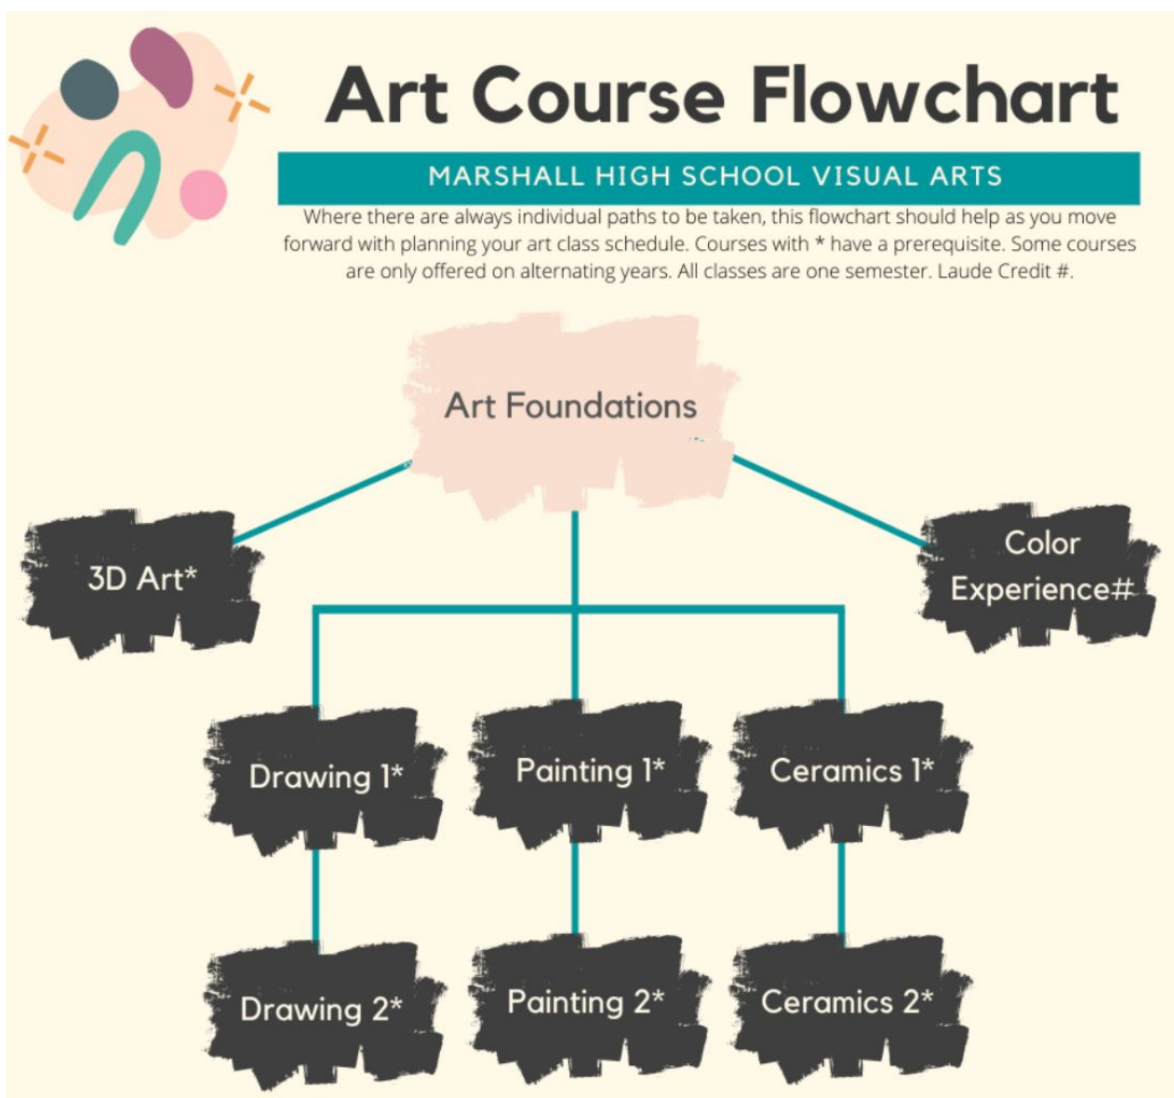 Art Course Flowchart
MARSHALL HIGH SCHOOL VISUAL ARTS
Where there are always individual paths to be taken, this flowchart should help as you move
forward with planning your art class schedule. Courses with * have a prerequisite. Some courses
are only offered on alternating years. All classes are one semester. Laude Credit #.
Art Foundations
3D Art*
Color
Experience#
Drawing 1*
Painting 1*
Ceramics 1*
Drawing 2*
Painting 2*
Ceramics 2*